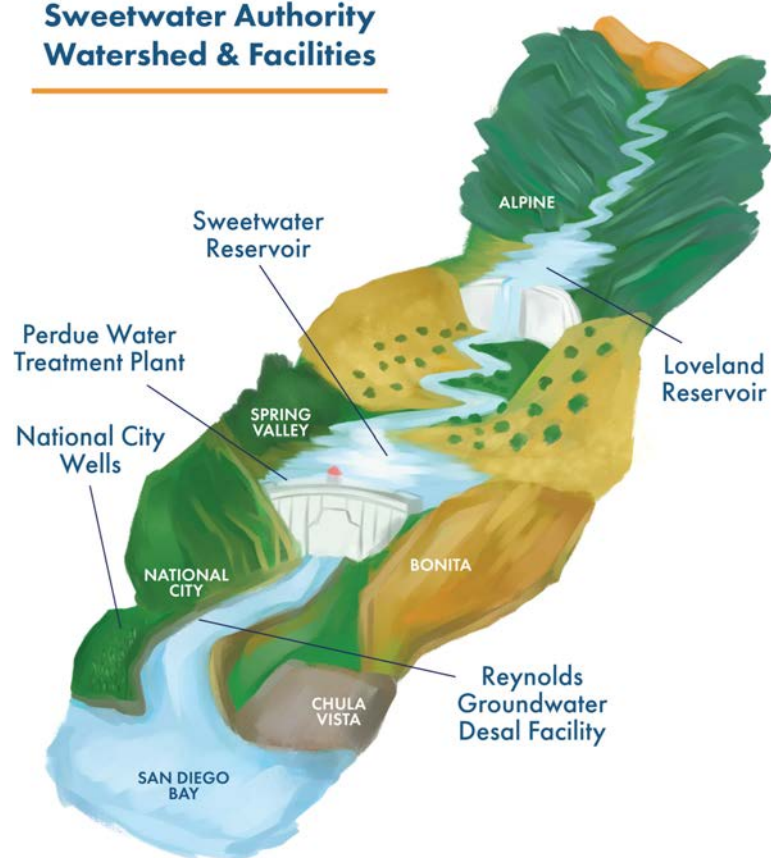 Sweetwater Authority
Watershed & Facilities
ALPINE
Sweetwater
Reservoir
Perdue Water
Treatment Plant
Loveland
Reservoir
SPRING
VALLEY
National City
Wells
BONITA
NATIONAL
CITY
Reynolds
Groundwater
Desal Facility
CHULA
VISTA
SAN DIEGO
BAY